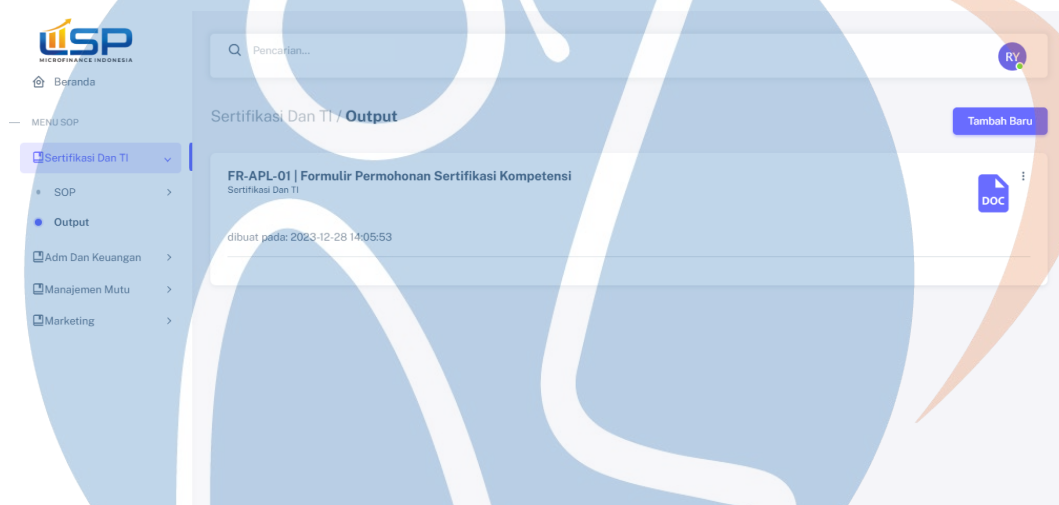 LSP
MICROFINANCE INDONESIA
Beranda
MENU SOP
Sertifikasi Dan TI
SOP
Output
Adm Dan Keuangan
Manajemen Mutu
Marketing
Pencarian...
RY
Sertifikasi Dan TI / Output
Tambah Baru
FR-APL-01 | Formulir Permohonan Sertifikasi Kompetensi
Sertifikasi Dan TI
DOC
dibuat pada: 2023-12-28 14:05:53